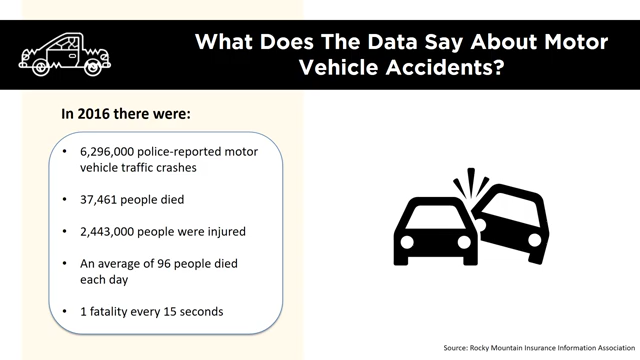 What Does The Data Say About Motor
Vehicle Accidents?
In 2016 there were:
• 6,296,000 police-reported motor
vehicle traffic crashes
• 37,461 people died
• 2,443,000 people were injured
• An average of 96 people died
each day
• 1 fatality every 15 seconds
Source: Rocky Mountain Insurance Information Association